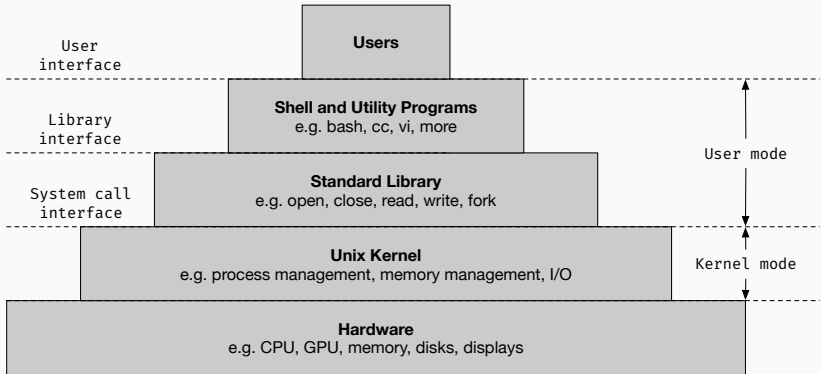 Users
User
interface
Shell and Utility Programs
e.g. bash, cc, vi, more
Library
interface
User mode
Standard Library
e.g. open, close, read, write, fork
System call
interface
Unix Kernel
e.g. process management, memory management, I/O
Kernel mode
Hardware
e.g. CPU, GPU, memory, disks, displays